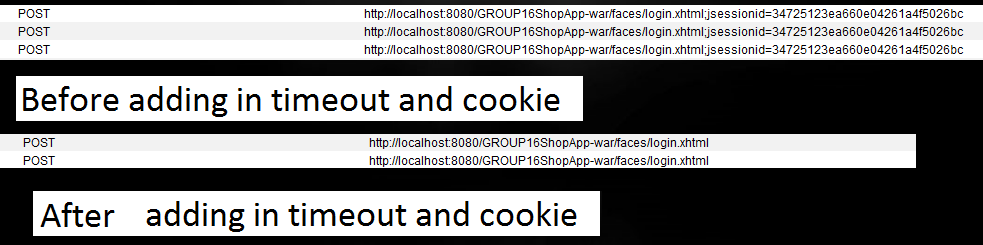 POST http://localhost:8080/GROUP16ShopApp-war/faces/login.xhtml;jsessionid=34725123ea660e04261a4f5026bc
POST http://localhost:8080/GROUP16ShopApp-war/faces/login.xhtml;jsessionid=34725123ea660e04261a4f5026bc
POST http://localhost:8080/GROUP16ShopApp-war/faces/login.xhtml;jsessionid=34725123ea660e04261a4f5026bc
Before adding in timeout and cookie
POST http://localhost:8080/GROUP16ShopApp-war/faces/login.xhtml
POST http://localhost:8080/GROUP16ShopApp-war/faces/login.xhtml
After adding in timeout and cookie